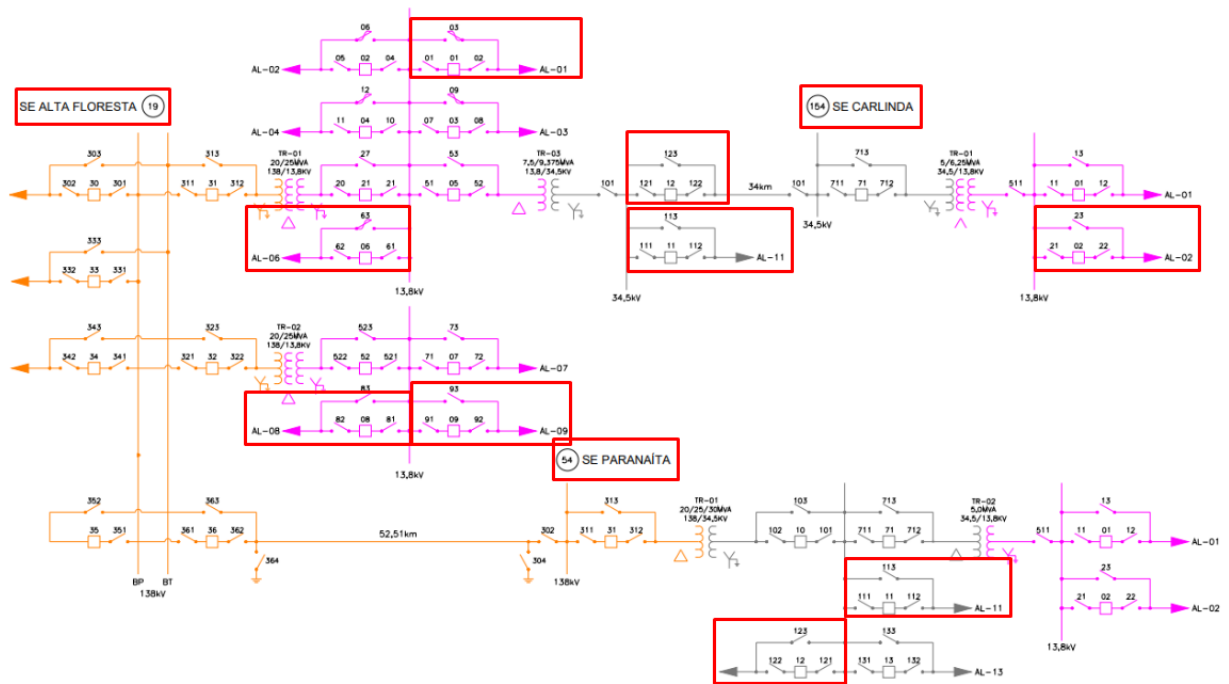 06 03
05 02 04 01 01 02
AL-02 AL-01
SE ALTA FLORESTA 19
12 09
154 SE CARLINDA
11 04 10 07 03 08
AL-04 AL-03
303 313
TR-01
20/25MVA
138/13,8KV
27 53
TR-03
7,5/9,375MVA
13,8/34,5KV
123
713
TR-01
5/6,25MVA
34,5/13,8KV
13
302 30 301 311 31 312
20 21 21 51 05 52
101
121 12 122
34km
101
711 71 712
511
11 01 12
AL-01
63
113
34,5kV
23
333
62 06 61
AL-06
111 11 112
AL-11
21 02 22
AL-02
332 33 331
13,8kV
34,5kV
13,8kV
343 323
TR-02
20/25MVA
138/13,8KV
523 73
342 34 341 321 32 322
522 52 521 71 07 72
AL-07
83 93
82 08 81 91 09 92
AL-08 AL-09
54 SE PARANAÍTA
13,8kV
352 363
313
TR-01
20/25/30MVA
138/34,5KV
103 713
TR-02
5,0MVA
34,5/13,8KV
13
35 351 361 36 362
52,51km
302 311 31 312
102 10 101 711 71 712
511
11 01 12
AL-01
364
304
BP BT
138kV
138kV
113
23
111 11 112
AL-11
21 02 22
AL-02
123 133
13,8kV
122 12 121 131 13 132
AL-13